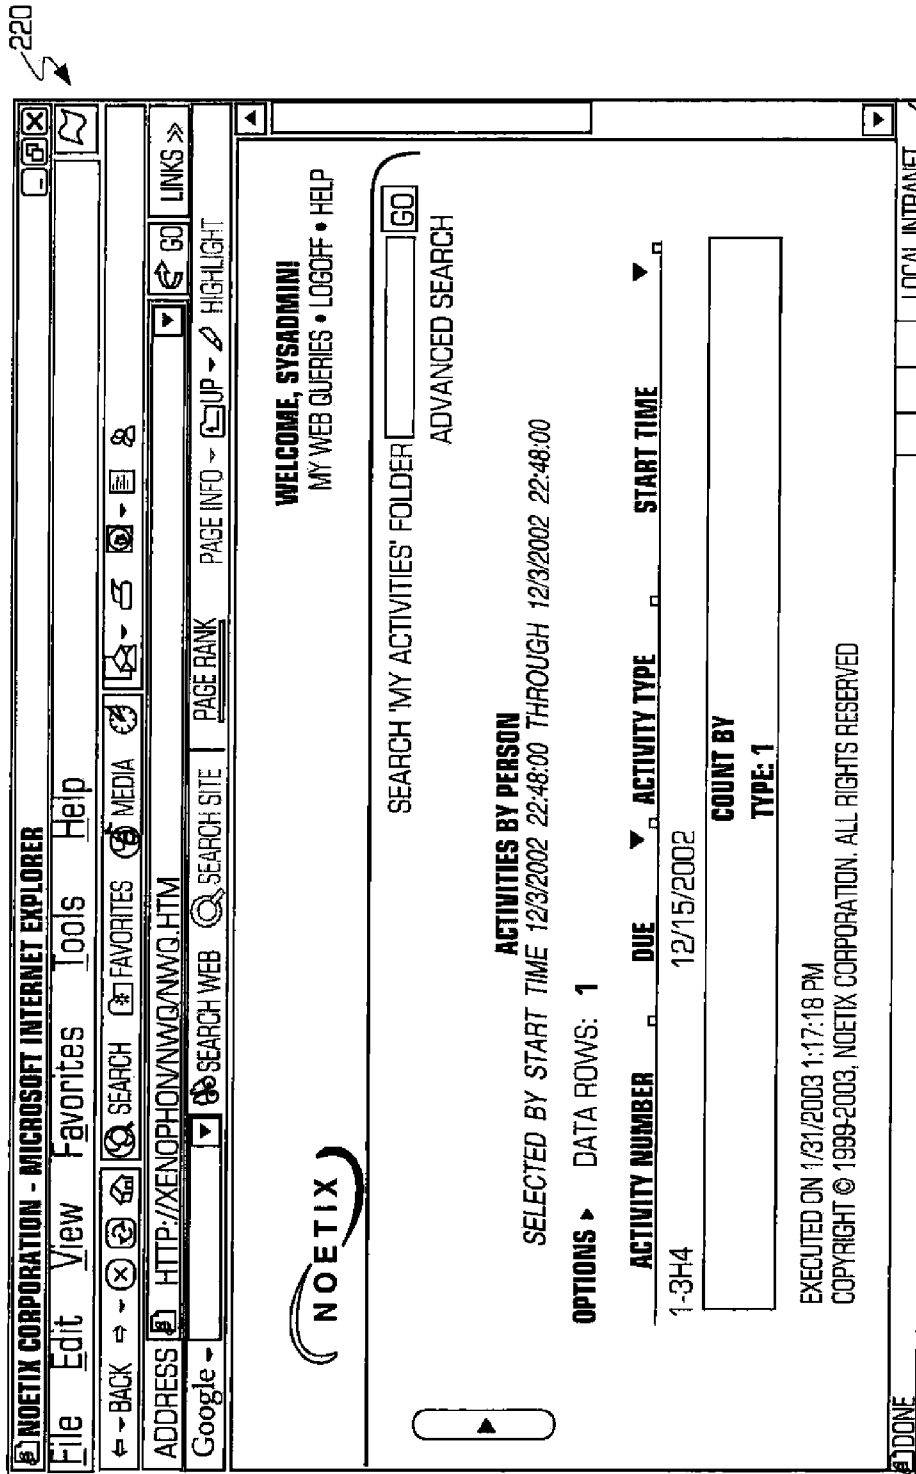 220
NOETIX CORPORATION - MICROSOFT INTERNET EXPLORER
File Edit View Favorites Tools Help
BACK SEARCH FAVORITES MEDIA
ADDRESS HTTP://XENOPHON/NWQ/NWQ.HTM GO LINKS »
Google SEARCH WEB SEARCH SITE PAGE RANK PAGE INFO UP HIGHLIGHT
NOETIX
WELCOME, SYSADMIN!
MY WEB QUERIES • LOGOFF • HELP
SEARCH 'MY ACTIVITIES' FOLDER GO
ADVANCED SEARCH
ACTIVITIES BY PERSON
SELECTED BY START TIME 12/3/2002 22:48:00 THROUGH 12/3/2002 22:48:00
OPTIONS DATA ROWS: 1
ACTIVITY NUMBER DUE ACTIVITY TYPE START TIME
1-3H4 12/15/2002
COUNT BY
TYPE: 1
EXECUTED ON 1/31/2003 1:17:18 PM
COPYRIGHT © 1999-2003, NOETIX CORPORATION. ALL RIGHTS RESERVED
DONE LOCAL INTRANET